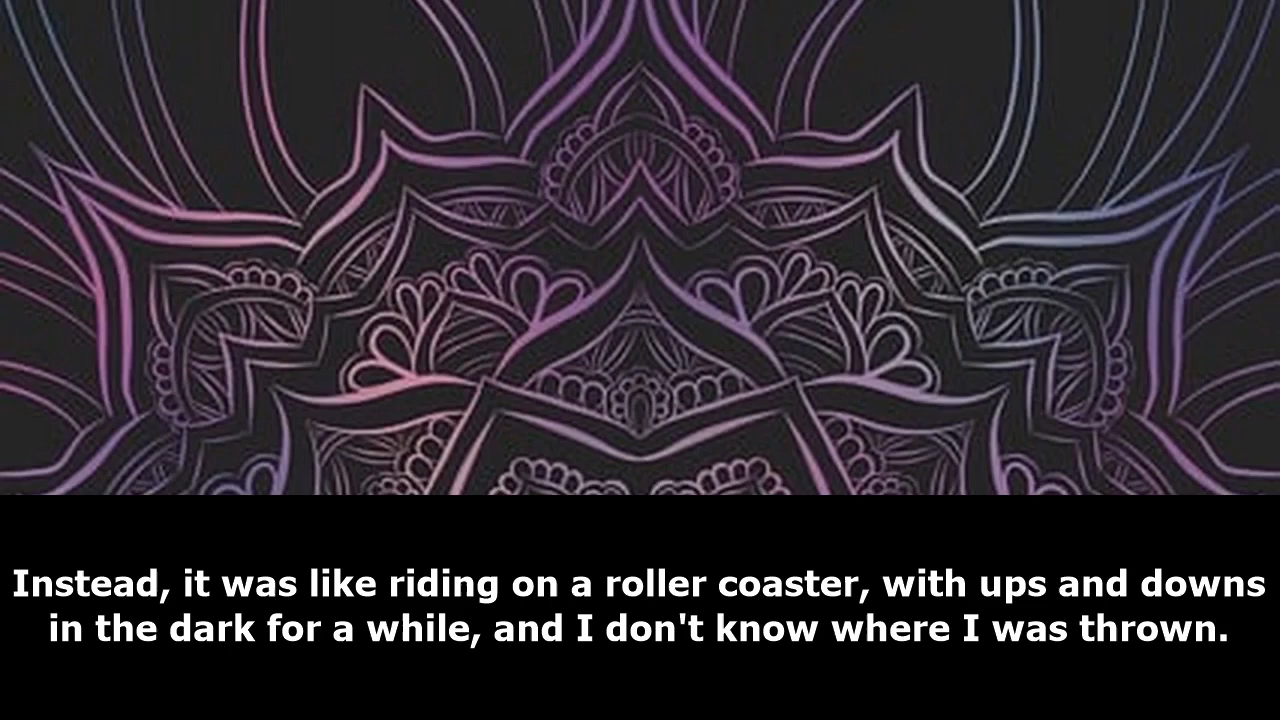 Instead, it was like riding on a roller coaster, with ups and downs
in the dark for a while, and I don't know where I was thrown.